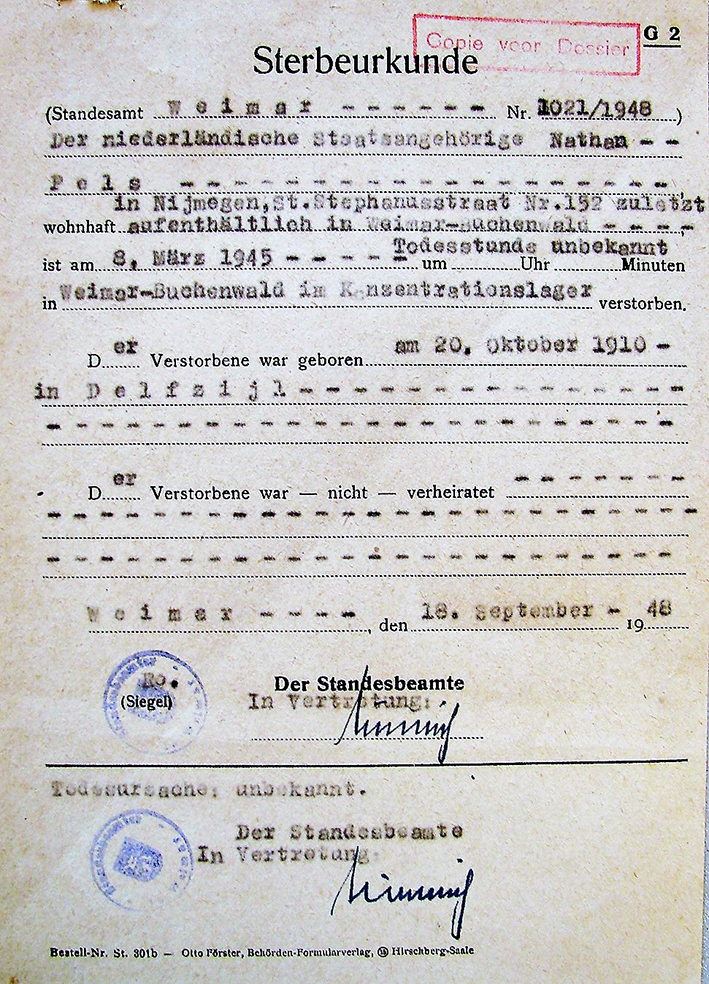 Copie voor Dossier
G 2
Sterbeurkunde
(Standesamt Weimar - - - - - - Nr. 1021/1948 )
Der niederländische Staatsangehörige Nathan - -
Pels - - - - - - - - - - - - - - - - - - - -
in Nijmegen,St.Stephanusstraat Nr.152 zuletzt
wohnhaft aufenthältlich in Weimar-Buchenwald - - - -,
Todesstunde unbekannt
ist am 8. März 1945 - - - - - um Uhr Minuten
in Weimar-Buchenwald im Konzentrationslager verstorben.
Der Verstorbene war geboren am 20. Oktober 1910 -
in Delfzijl - - - - - - - - - - - - - - - -
- - - - - - - - - - - - - - - - - - - - - -
Der Verstorbene war — nicht — verheiratet - - - - - - -
- - - - - - - - - - - - - - - - - - - - - - -
- - - - - - - - - - - - - - - - - - - - - -
Weimar - - - - , den 18. September - 1948
Ro.
(Siegel)
Der Standesbeamte
In Vertretung:
Todesursache: unbekannt.
Der Standesbeamte
In Vertretung:
Bestell-Nr. St. 301b — Otto Förster, Behörden-Formularverlag, Hirschberg-Saale